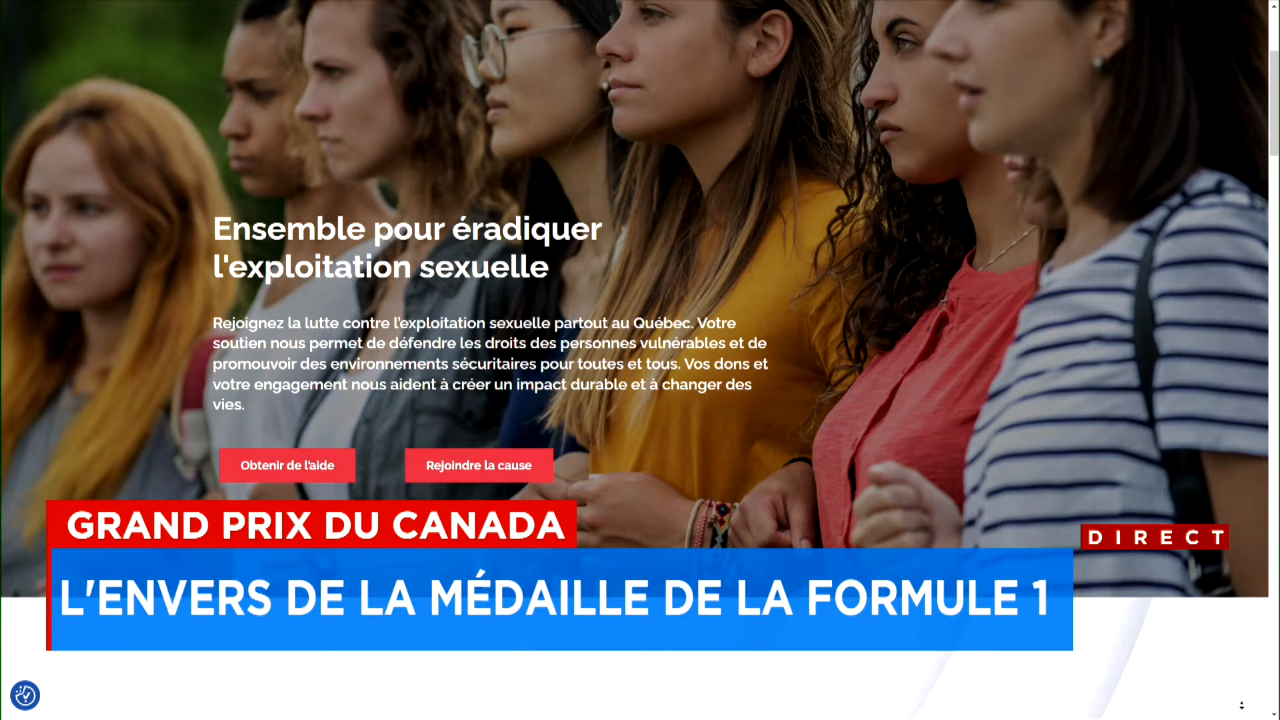 Ensemble pour éradiquer
l'exploitation sexuelle
Rejoignez la lutte contre l’exploitation sexuelle partout au Québec. Votre
soutien nous permet de défendre les droits des personnes vulnérables et de
promouvoir des environnements sécuritaires pour toutes et tous. Vos dons et
votre engagement nous aident à créer un impact durable et à changer des
vies.
Obtenir de l'aide
Rejoindre la cause
GRAND PRIX DU CANADA
DIRECT
L'ENVERS DE LA MÉDAILLE DE LA FORMULE 1